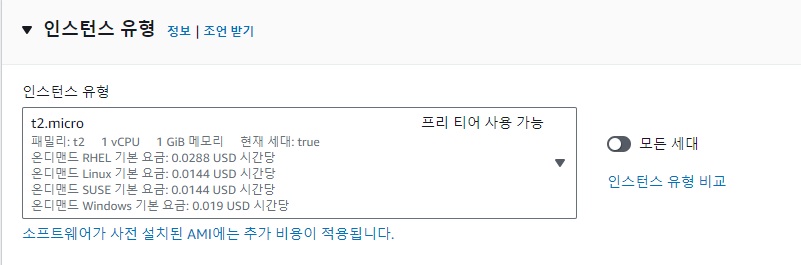 인스턴스 유형 정보 | 조언 받기
인스턴스 유형
t2.micro 프리 티어 사용 가능
패밀리: t2 1 vCPU 1 GiB 메모리 현재 세대: true
온디맨드 RHEL 기본 요금: 0.0288 USD 시간당
온디맨드 Linux 기본 요금: 0.0144 USD 시간당
온디맨드 SUSE 기본 요금: 0.0144 USD 시간당
온디맨드 Windows 기본 요금: 0.019 USD 시간당
모든 세대
인스턴스 유형 비교
소프트웨어가 사전 설치된 AMI에는 추가 비용이 적용됩니다.